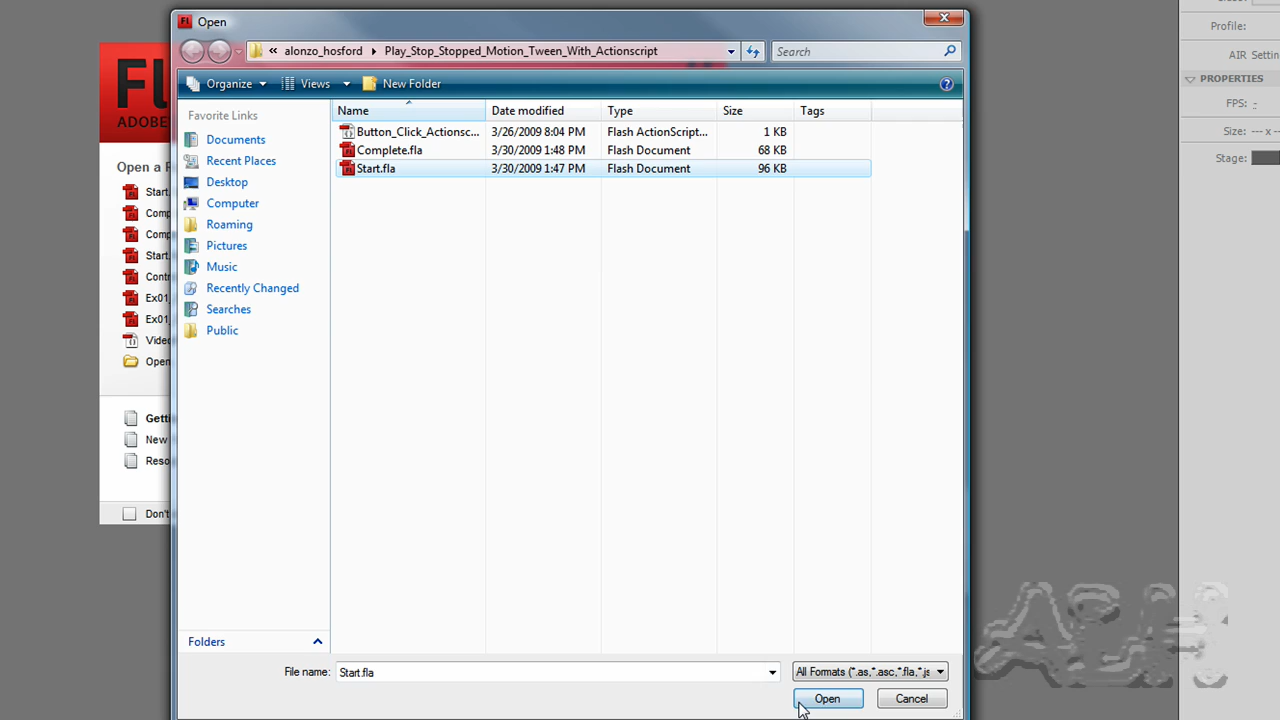 Open
Profile:
« alonzo_hosford ▸ Play_Stop_Stopped_Motion_Tween_With_Actionscript
Search
AIR Settin
Organize Views New Folder
PROPERTIES
Fl
ADOBE
Favorite Links
Name Date modified Type Size Tags
FPS: -
Button_Click_Actionsc... 3/26/2009 8:04 PM Flash ActionScript... 1 KB
Size: --- x -
Documents
Complete.fla 3/30/2009 1:48 PM Flash Document 68 KB
Stage:
Recent Places
Open a R
Start.fla 3/30/2009 1:47 PM Flash Document 96 KB
Desktop
Start.
Computer
Comp
Roaming
Comp
Pictures
Start.
Music
Contr
Recently Changed
Ex01_
Searches
Ex01_
Public
Video
Open
Getti
New
Reso
Don't
Folders
File name: Start.fla
All Formats (*.as,*.asc,*.fla,*.js
Open Cancel